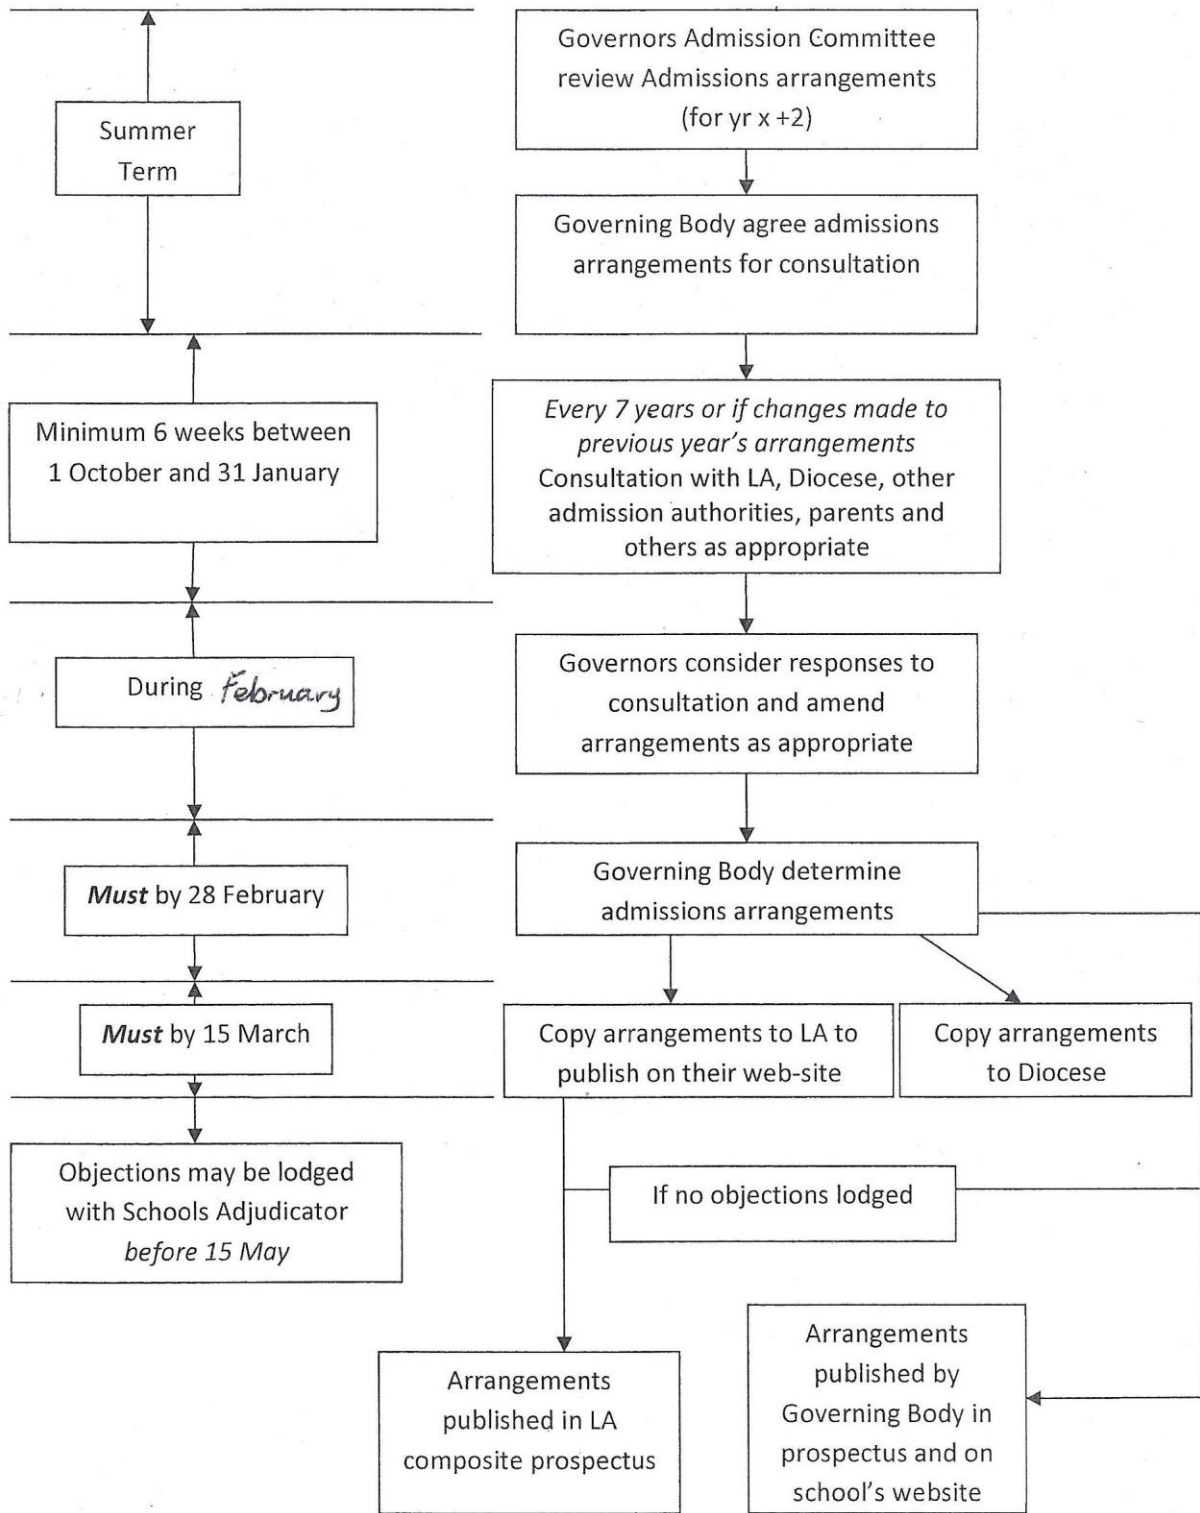 Governors Admission Committee
review Admissions arrangements
(for yr x +2)
Summer
Term
Governing Body agree admissions
arrangements for consultation
Every 7 years or if changes made to
previous year's arrangements
Consultation with LA, Diocese, other
admission authorities, parents and
others as appropriate
Minimum 6 weeks between
1 October and 31 January
Governors consider responses to
consultation and amend
arrangements as appropriate
During February
Governing Body determine
admissions arrangements
Must by 28 February
Must by 15 March
Copy arrangements to LA to
publish on their web-site
Copy arrangements
to Diocese
Objections may be lodged
with Schools Adjudicator
before 15 May
If no objections lodged
Arrangements
published in LA
composite prospectus
Arrangements
published by
Governing Body in
prospectus and on
school's website